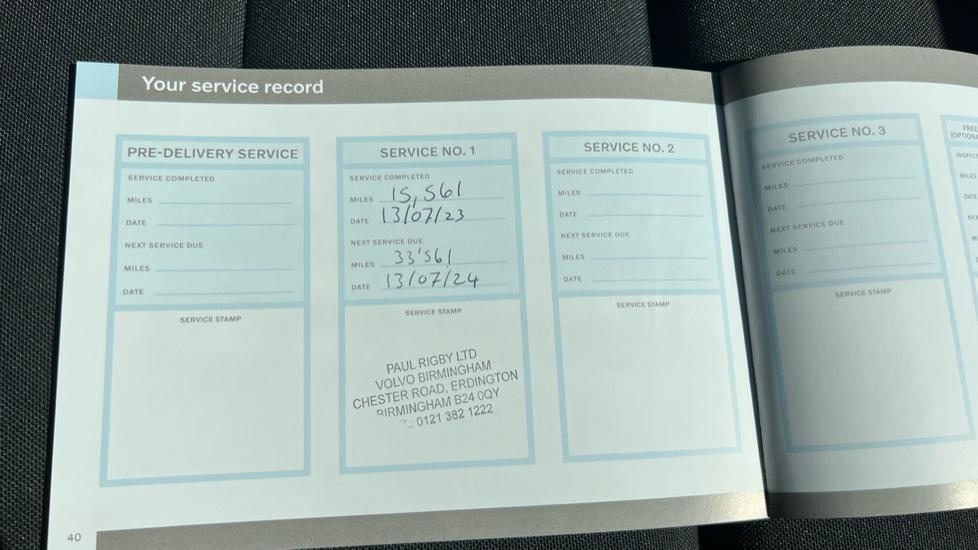 Your service record
PRE-DELIVERY SERVICE
SERVICE COMPLETED
MILES
DATE
NEXT SERVICE DUE
MILES
DATE
SERVICE STAMP
SERVICE NO. 1
SERVICE COMPLETED
MILES 15,561
DATE 13/07/23
NEXT SERVICE DUE
MILES 33'561
DATE 13/07/24
SERVICE STAMP
PAUL RIGBY LTD
VOLVO BIRMINGHAM
CHESTER ROAD, ERDINGTON
BIRMINGHAM B24 0QY
0121 382 1222
SERVICE NO. 2
SERVICE COMPLETED
MILES
DATE
NEXT SERVICE DUE
MILES
DATE
SERVICE STAMP
SERVICE NO. 3
SERVICE COMPLETED
MILES
DATE
NEXT SERVICE DUE
MILES
DATE
SERVICE STAMP
FREE
MILES
40